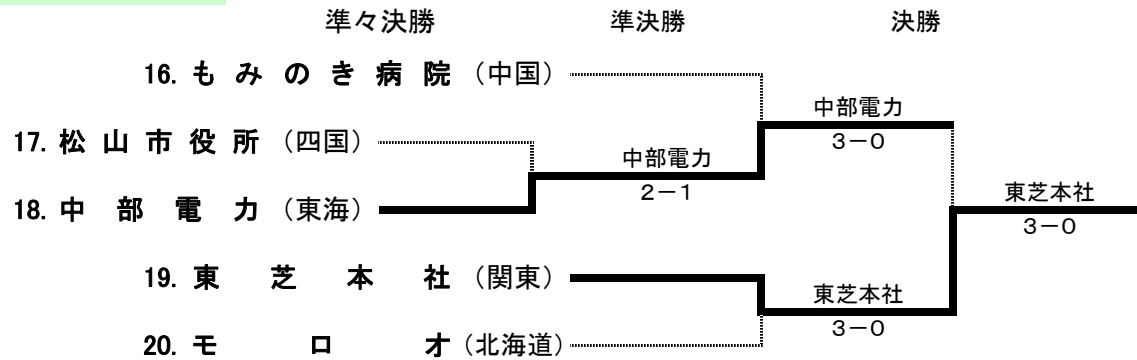 準々決勝 準決勝 決勝
16. もみのき病院 (中国)
中部電力
3-0
17. 松山市役所 (四国)
中部電力
2-1
18. 中部電力 (東海)
東芝本社
3-0
19. 東芝本社 (関東)
東芝本社
3-0
20. モロオ (北海道)